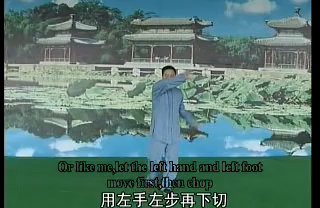 Or like me,let the left hand and left foot
move first,then chop
用左手左步再下切